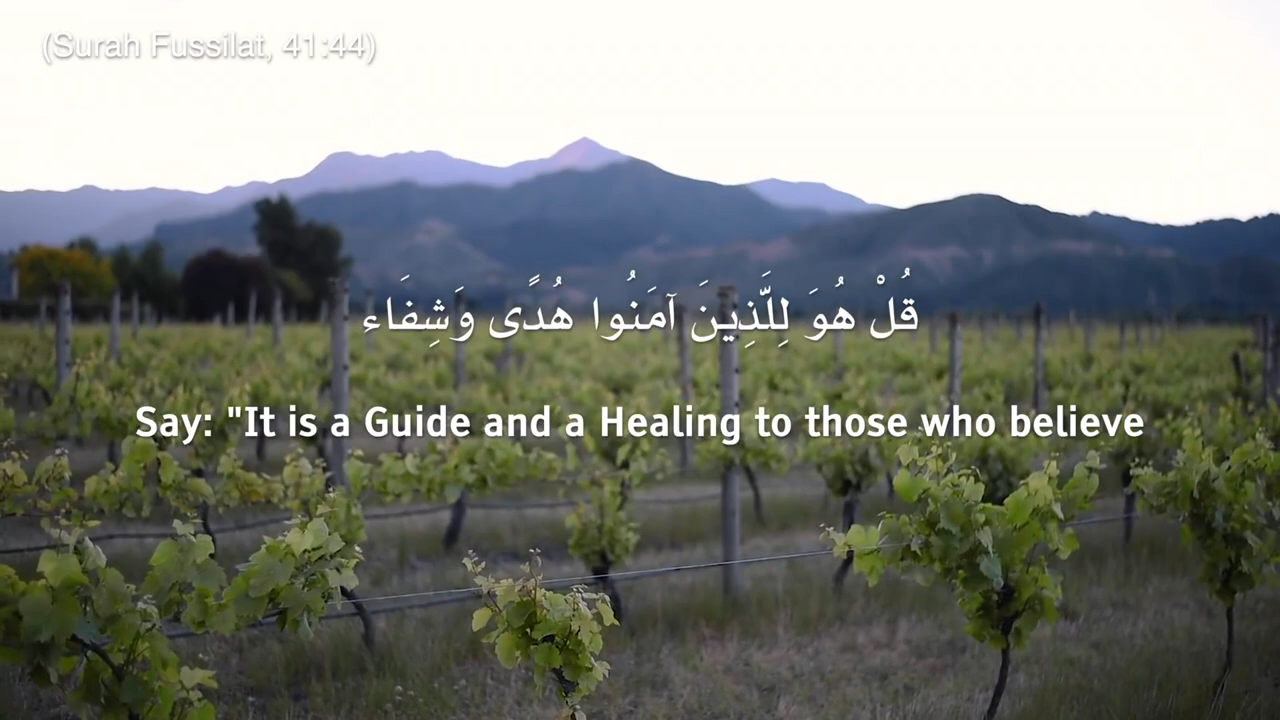 (Surah Fussilat, 41:44)
قُلْ هُوَ لِلَّذِينَ آمَنُوا هُدًى وَشِفَاء
Say: "It is a Guide and a Healing to those who believe